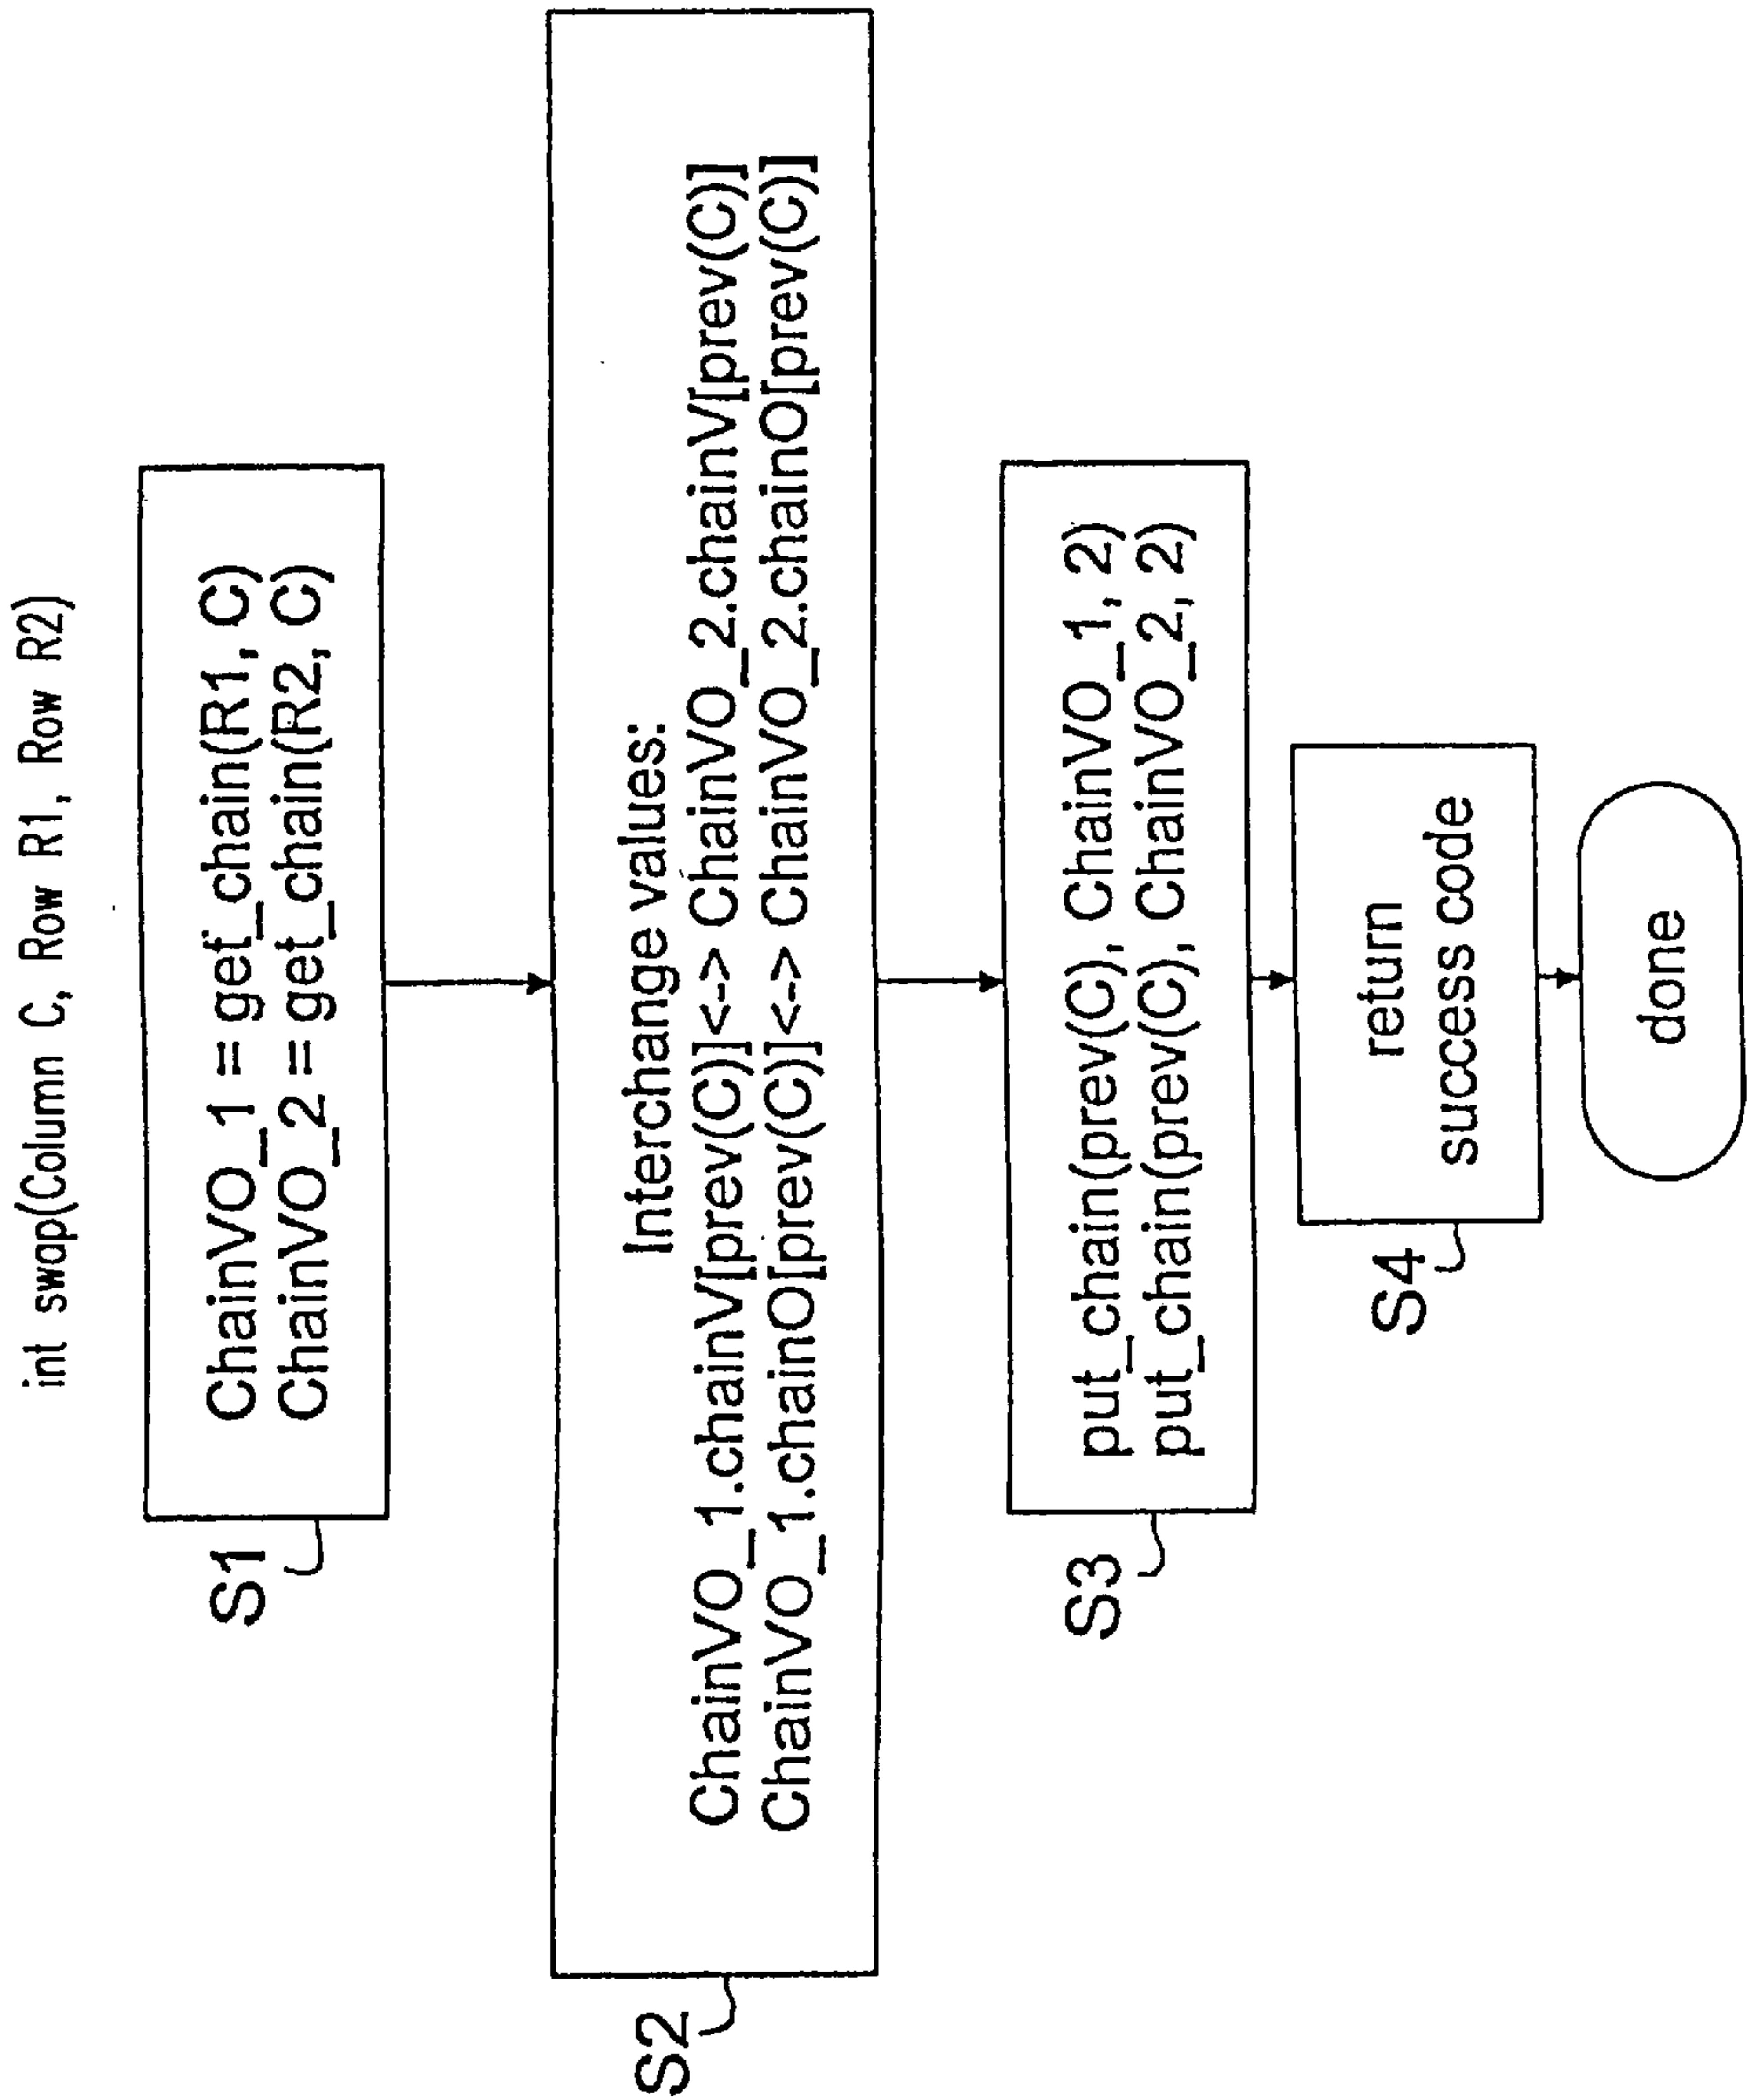 int swap(Column C, Row R1, Row R2)
S1
ChainVO_1 = get_chain(R1, C)
ChainVO_2 = get_chain(R2, C)
S2
Interchange values:
ChainVO_1.chainV[prev(C)]<-> ChainVO_2.chainV[prev(C)]
ChainVO_1.chainO[prev(C)]<-> ChainVO_2.chainO[prev(C)]
S3
put_chain(prev(C), ChainVO_1, 2)
put_chain(prev(C), ChainVO_2, 2)
S4
return
success code
done